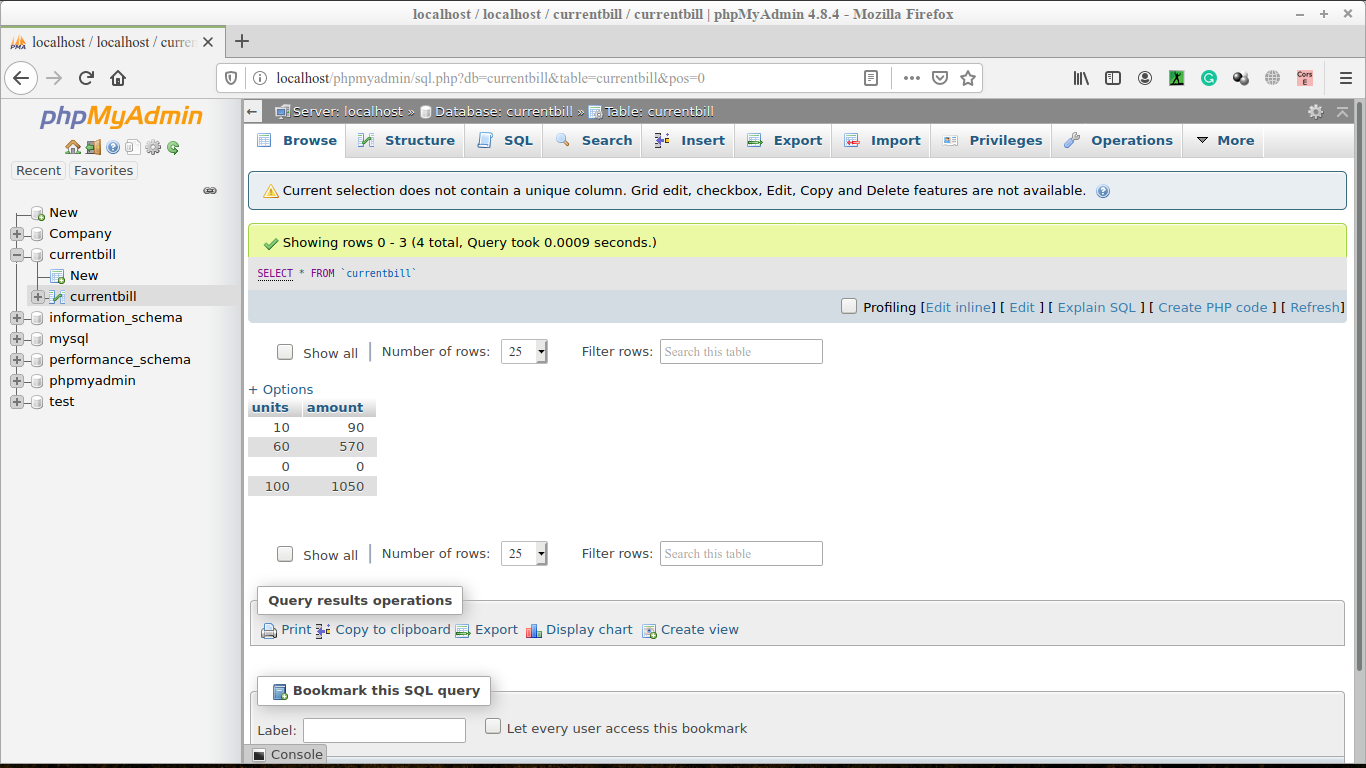 localhost / localhost / currentbill / currentbill | phpMyAdmin 4.8.4 - Mozilla Firefox
PMA localhost / localhost / curre
localhost/phpmyadmin/sql.php?db=currentbill&table=currentbill&pos=0
Cors E
phpMyAdmin
Recent Favorites
New
Company
currentbill
New
currentbill
information_schema
mysql
performance_schema
phpmyadmin
test
Server: localhost » Database: currentbill » Table: currentbill
Browse Structure SQL Search Insert Export Import Privileges Operations More
Current selection does not contain a unique column. Grid edit, checkbox, Edit, Copy and Delete features are not available.
Showing rows 0 - 3 (4 total, Query took 0.0009 seconds.)
SELECT * FROM `currentbill`
Profiling [Edit inline] [ Edit ] [ Explain SQL ] [ Create PHP code ] [ Refresh]
Show all | Number of rows: 25 Filter rows: Search this table
+ Options
units amount
10 90
60 570
0 0
100 1050
Show all | Number of rows: 25 Filter rows: Search this table
Query results operations
Print Copy to clipboard Export Display chart Create view
Bookmark this SQL query
Label: Let every user access this bookmark
Console